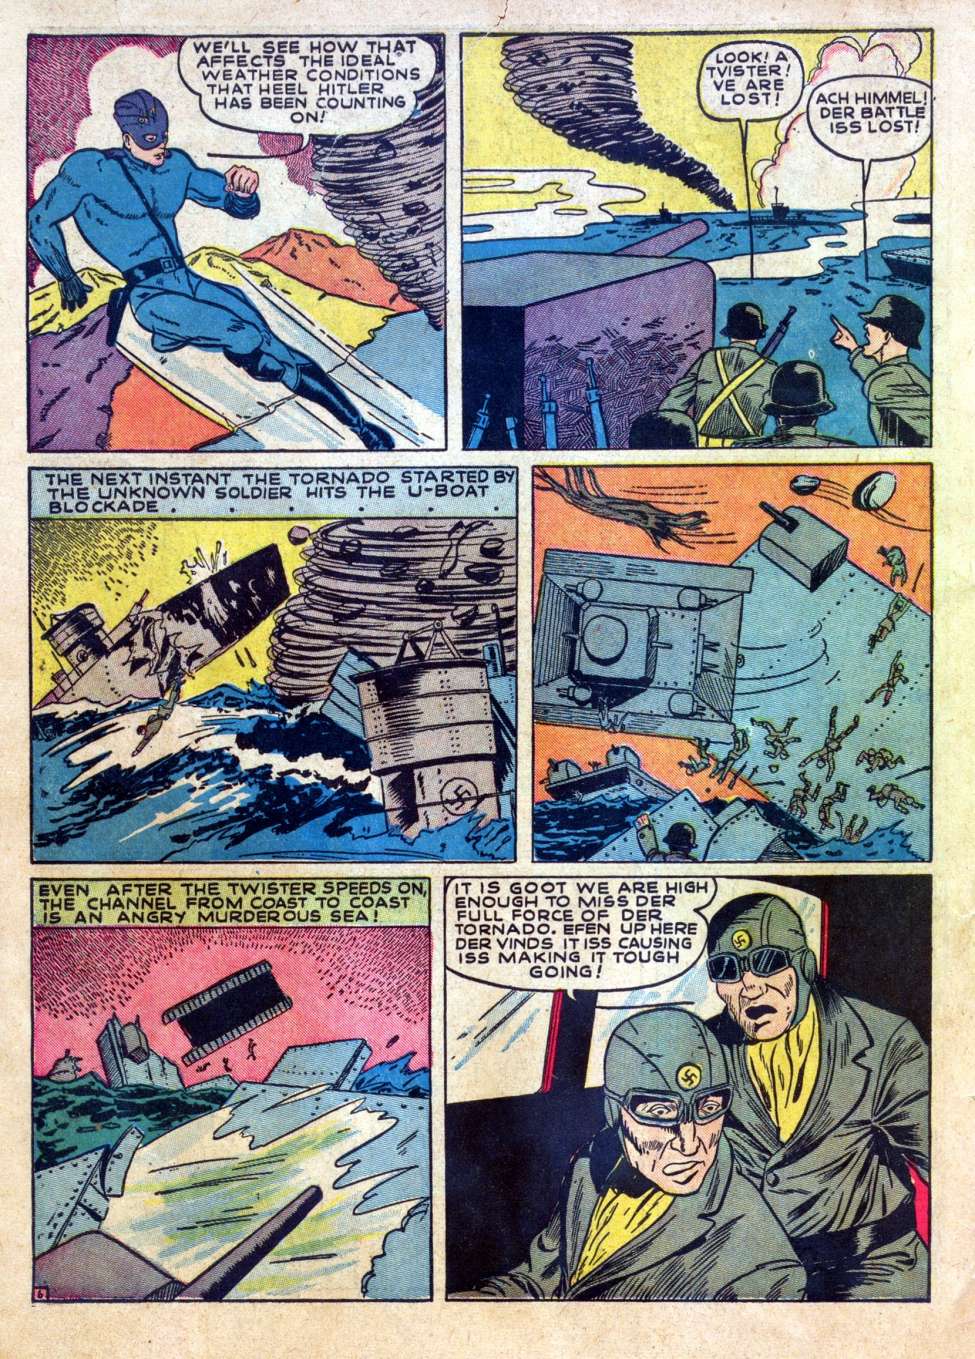 WE'LL SEE HOW THAT
AFFECTS "THE IDEAL"
WEATHER CONDITIONS
THAT HEEL HITLER
HAS BEEN COUNTING
ON!
LOOK! A
TVISTER!
VE ARE
LOST!
ACH HIMMEL!
DER BATTLE
ISS LOST!
THE NEXT INSTANT THE TORNADO STARTED BY
THE UNKNOWN SOLDIER HITS THE U-BOAT
BLOCKADE . . . . . . .
EVEN AFTER THE TWISTER SPEEDS ON,
THE CHANNEL FROM COAST TO COAST
IS AN ANGRY MURDEROUS SEA!
6
IT IS GOOT WE ARE HIGH
ENOUGH TO MISS DER
FULL FORCE OF DER
TORNADO. EFEN UP HERE
DER VINDS IT ISS CAUSING
ISS MAKING IT TOUGH
GOING!